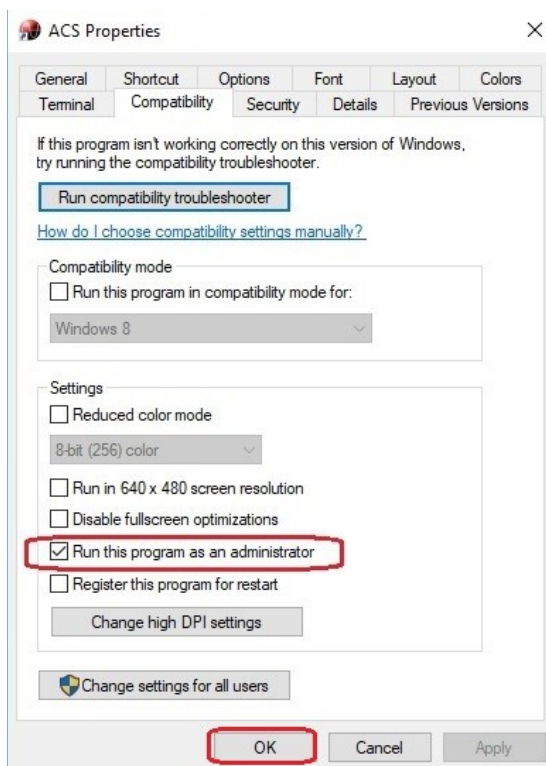 ACS Properties
General Shortcut Options Font Layout Colors
Terminal Compatibility Security Details Previous Versions
If this program isn't working correctly on this version of Windows,
try running the compatibility troubleshooter.
Run compatibility troubleshooter
How do I choose compatibility settings manually?
Compatibility mode
Run this program in compatibility mode for:
Windows 8
Settings
Reduced color mode
8-bit (256) color
Run in 640 x 480 screen resolution
Disable fullscreen optimizations
Run this program as an administrator
Register this program for restart
Change high DPI settings
Change settings for all users
OK Cancel Apply